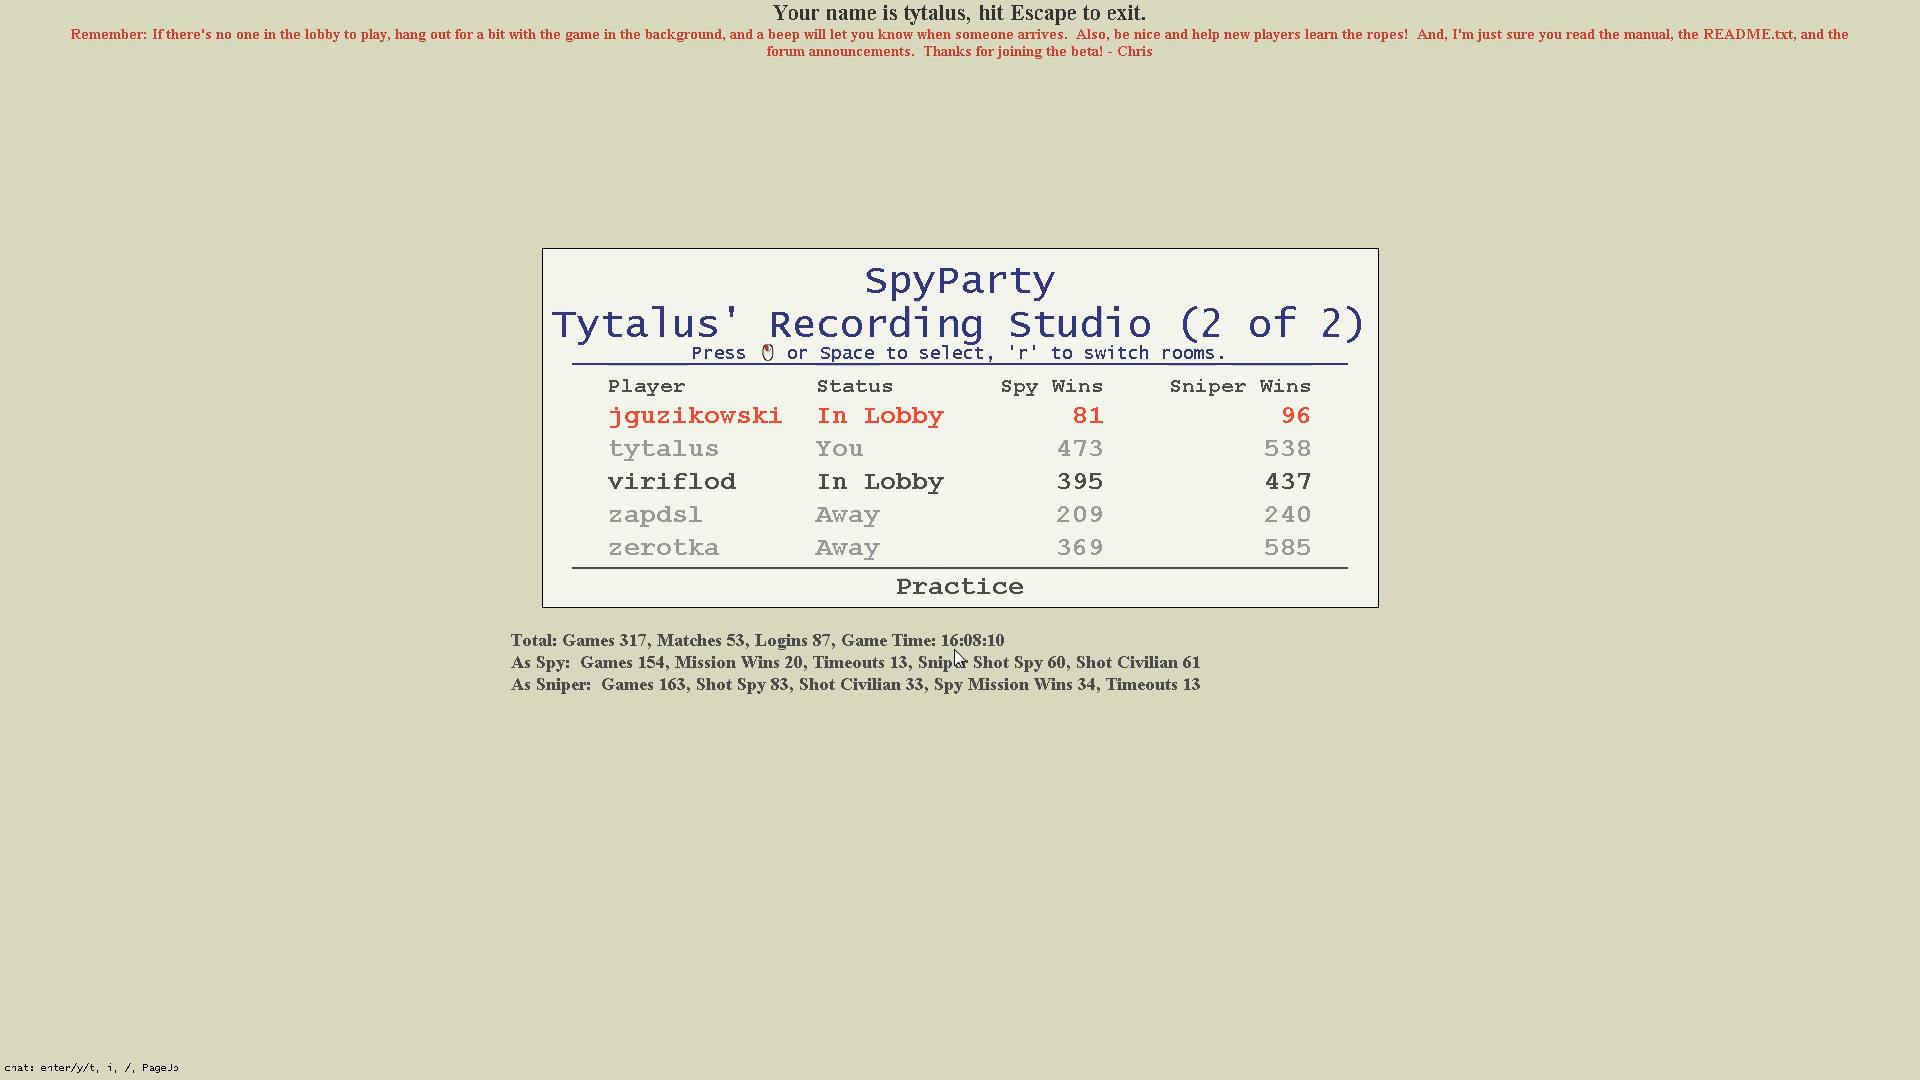 Your name is tytalus, hit Escape to exit.
Remember: If there's no one in the lobby to play, hang out for a bit with the game in the background, and a beep will let you know when someone arrives. Also, be nice and help new players learn the ropes! And, I'm just sure you read the manual, the README.txt, and the
forum announcements. Thanks for joining the beta! - Chris
SpyParty
Tytalus' Recording Studio (2 of 2)
Press or Space to select, 'r' to switch rooms.
Player Status Spy Wins Sniper Wins
jguzikowski In Lobby 81 96
tytalus You 473 538
viriflod In Lobby 395 437
zapdsl Away 209 240
zerotka Away 369 585
Practice
Total: Games 317, Matches 53, Logins 87, Game Time: 16:08:10
As Spy: Games 154, Mission Wins 20, Timeouts 13, Sniper Shot Spy 60, Shot Civilian 61
As Sniper: Games 163, Shot Spy 83, Shot Civilian 33, Spy Mission Wins 34, Timeouts 13
chat: enter/y/t, i, /, PageUp